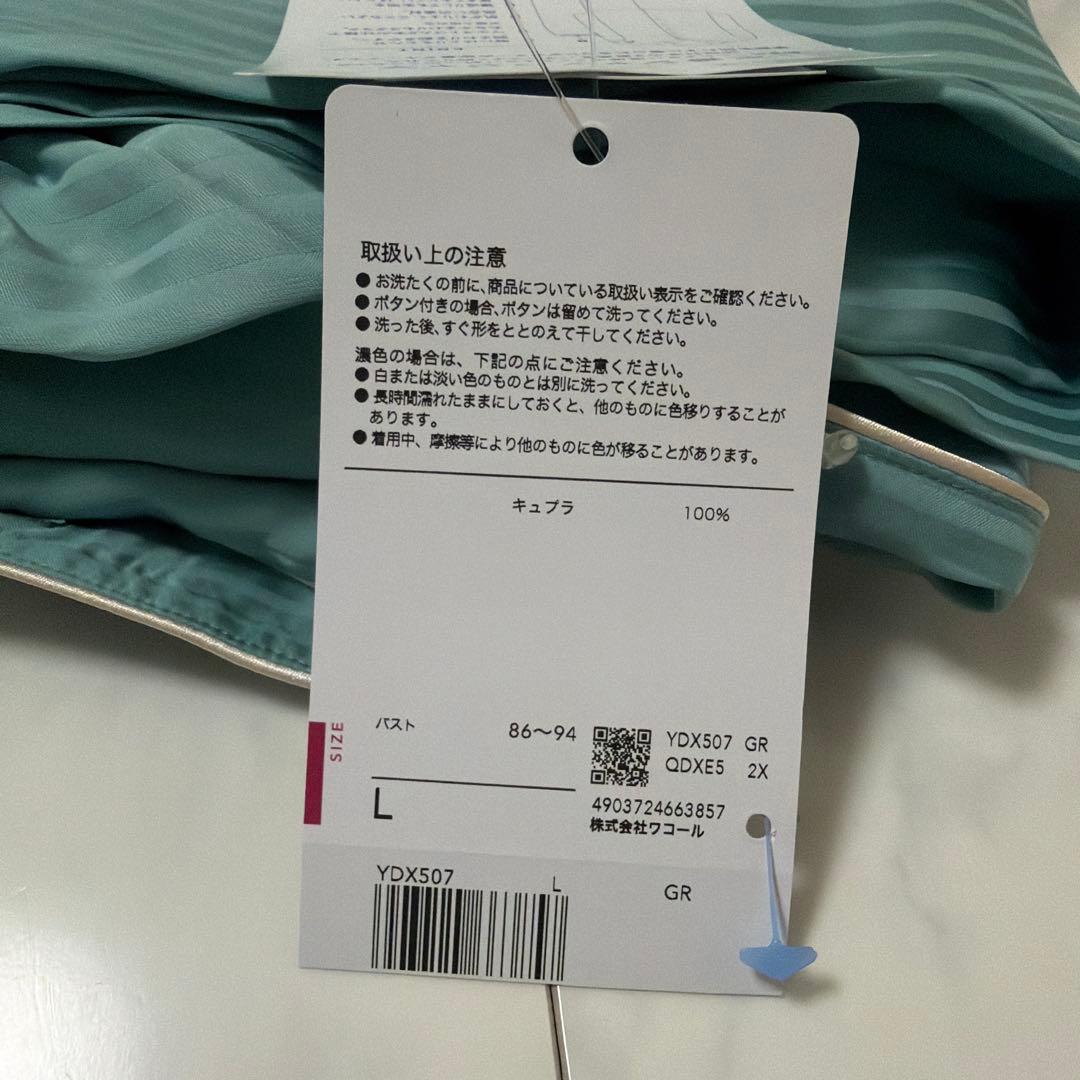 取扱い上の注意
●お洗たくの前に、商品についている取扱い表示をご確認ください。
●ボタン付きの場合、ボタンは留めて洗ってください。
●洗った後、すぐ形をととのえて干してください。
濃色の場合は、下記の点にご注意ください。
●白または淡い色のものとは別に洗ってください。
●長時間濡れたままにしておくと、他のものに色移りすることが
あります。
●着用中、摩擦等により他のものに色が移ることがあります。
キュプラ 100%
SIZE
バスト 86〜94
L
YDX507 GR
QDXE5 2X
4903724663857
株式会社ワコール
YDX507 L GR